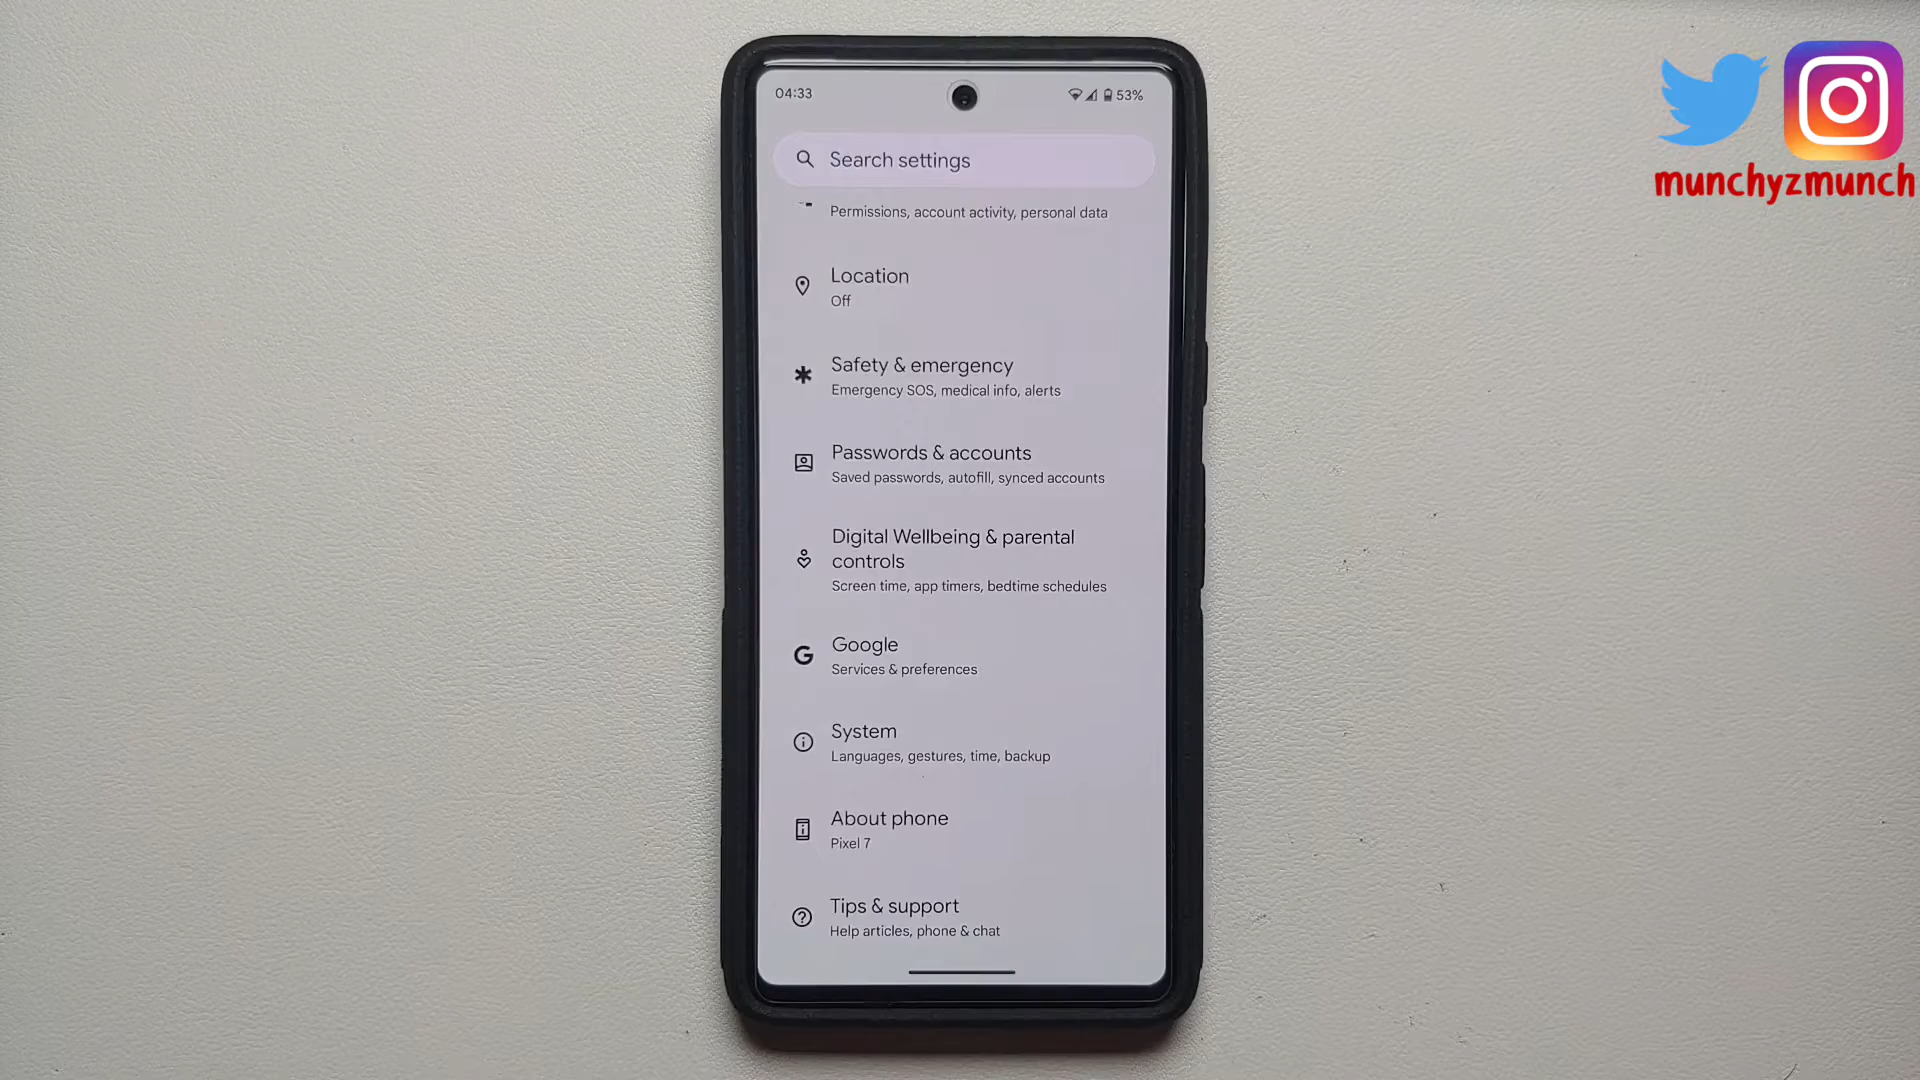 04:33
53%
munchyzmunch
Search settings
Permissions, account activity, personal data
Location
Off
Safety & emergency
Emergency SOS, medical info, alerts
Passwords & accounts
Saved passwords, autofill, synced accounts
Digital Wellbeing & parental
controls
Screen time, app timers, bedtime schedules
Google
Services & preferences
System
Languages, gestures, time, backup
About phone
Pixel 7
Tips & support
Help articles, phone & chat